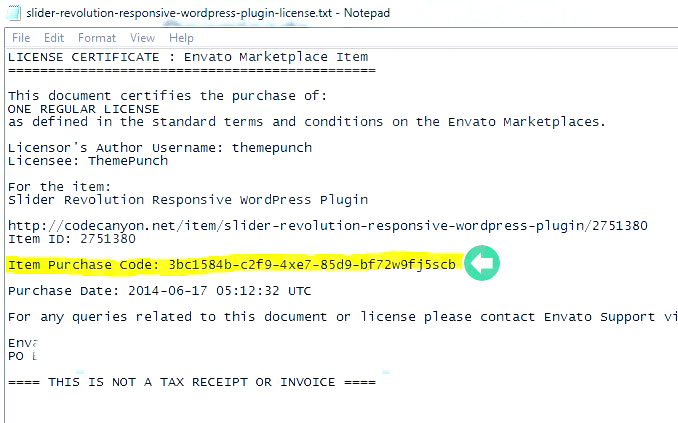 slider-revolution-responsive-wordpress-plugin-license.txt - Notepad
File Edit Format View Help
LICENSE CERTIFICATE : Envato Marketplace Item
==============================================
This document certifies the purchase of:
ONE REGULAR LICENSE
as defined in the standard terms and conditions on the Envato Marketplaces.
Licensor's Author Username: themepunch
Licensee: ThemePunch
For the item:
Slider Revolution Responsive WordPress Plugin
http://codecanyon.net/item/slider-revolution-responsive-wordpress-plugin/2751380
Item ID: 2751380
Item Purchase Code: 3bc1584b-c2f9-4xe7-85d9-bf72w9fj5scb
Purchase Date: 2014-06-17 05:12:32 UTC
For any queries related to this document or license please contact Envato Support vi
Enva
PO
==== THIS IS NOT A TAX RECEIPT OR INVOICE ====